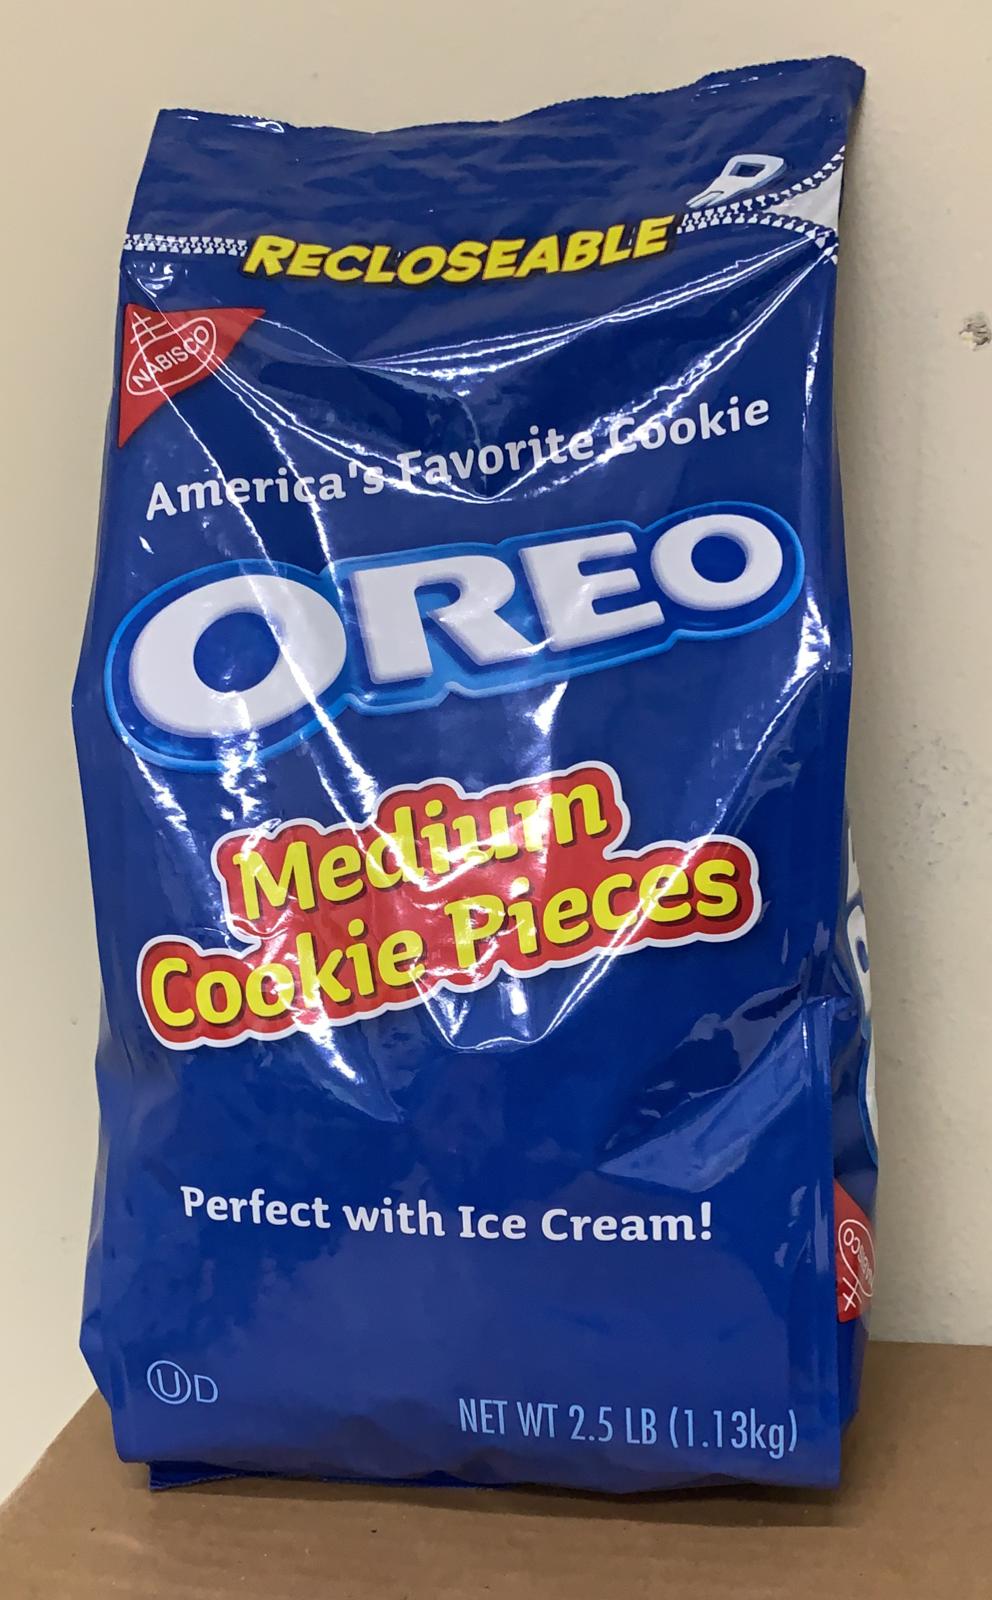 RECLOSEABLE
NABISCO
America's Favorite Cookie
OREO
Medium
Cookie Pieces
Perfect with Ice Cream!
NABISCO
UD
NET WT 2.5 LB (1.13kg)